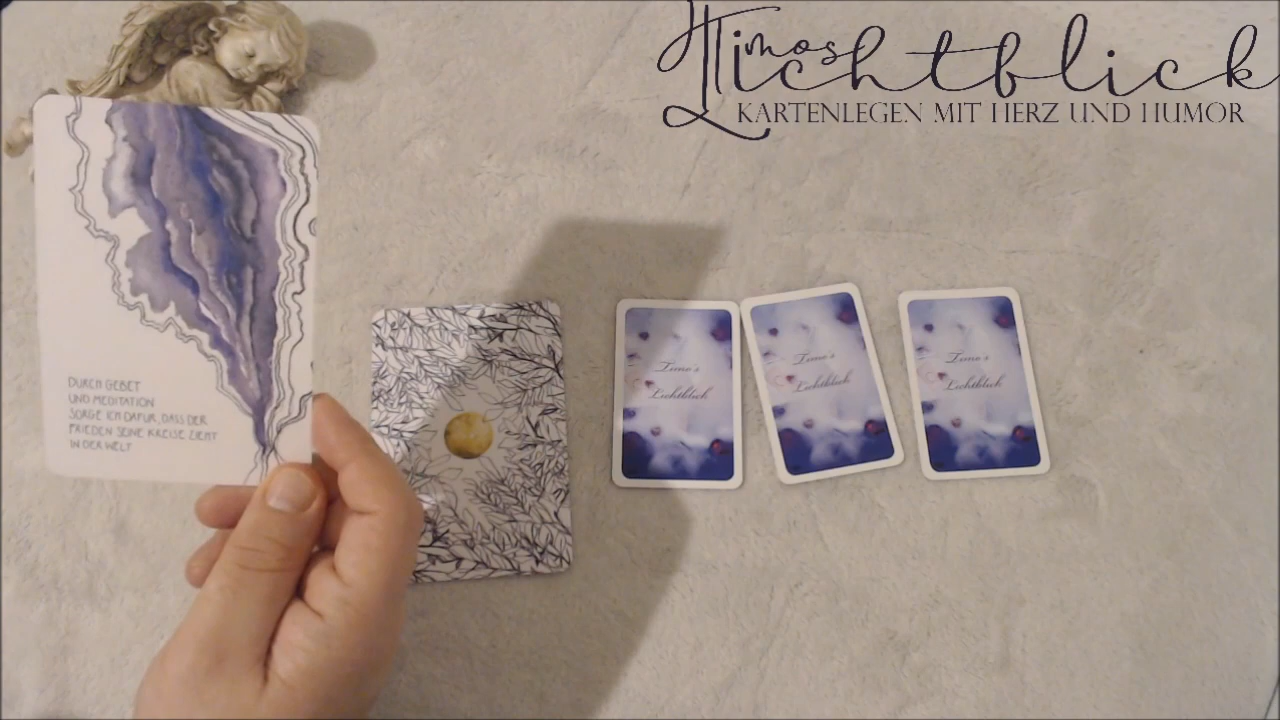 Timos
Lichtblick
KARTENLEGEN MIT HERZ UND HUMOR
DURCH GEBET
UND MEDITATION
SORGE ICH DAFÜR, DASS DER
FRIEDEN SEINE KREISE ZIEHT
IN DER WELT
Timo's
Lichtblick
Timo's
Lichtblick
Timo's
Lichtblick